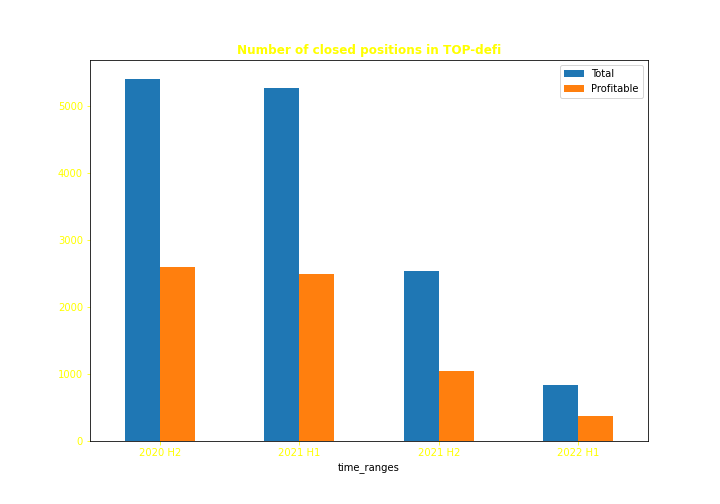 Number of closed positions in TOP-defi
Total
Profitable
5000
4000
3000
2000
1000
0
2020 H2 2021 H1 2021 H2 2022 H1
time_ranges